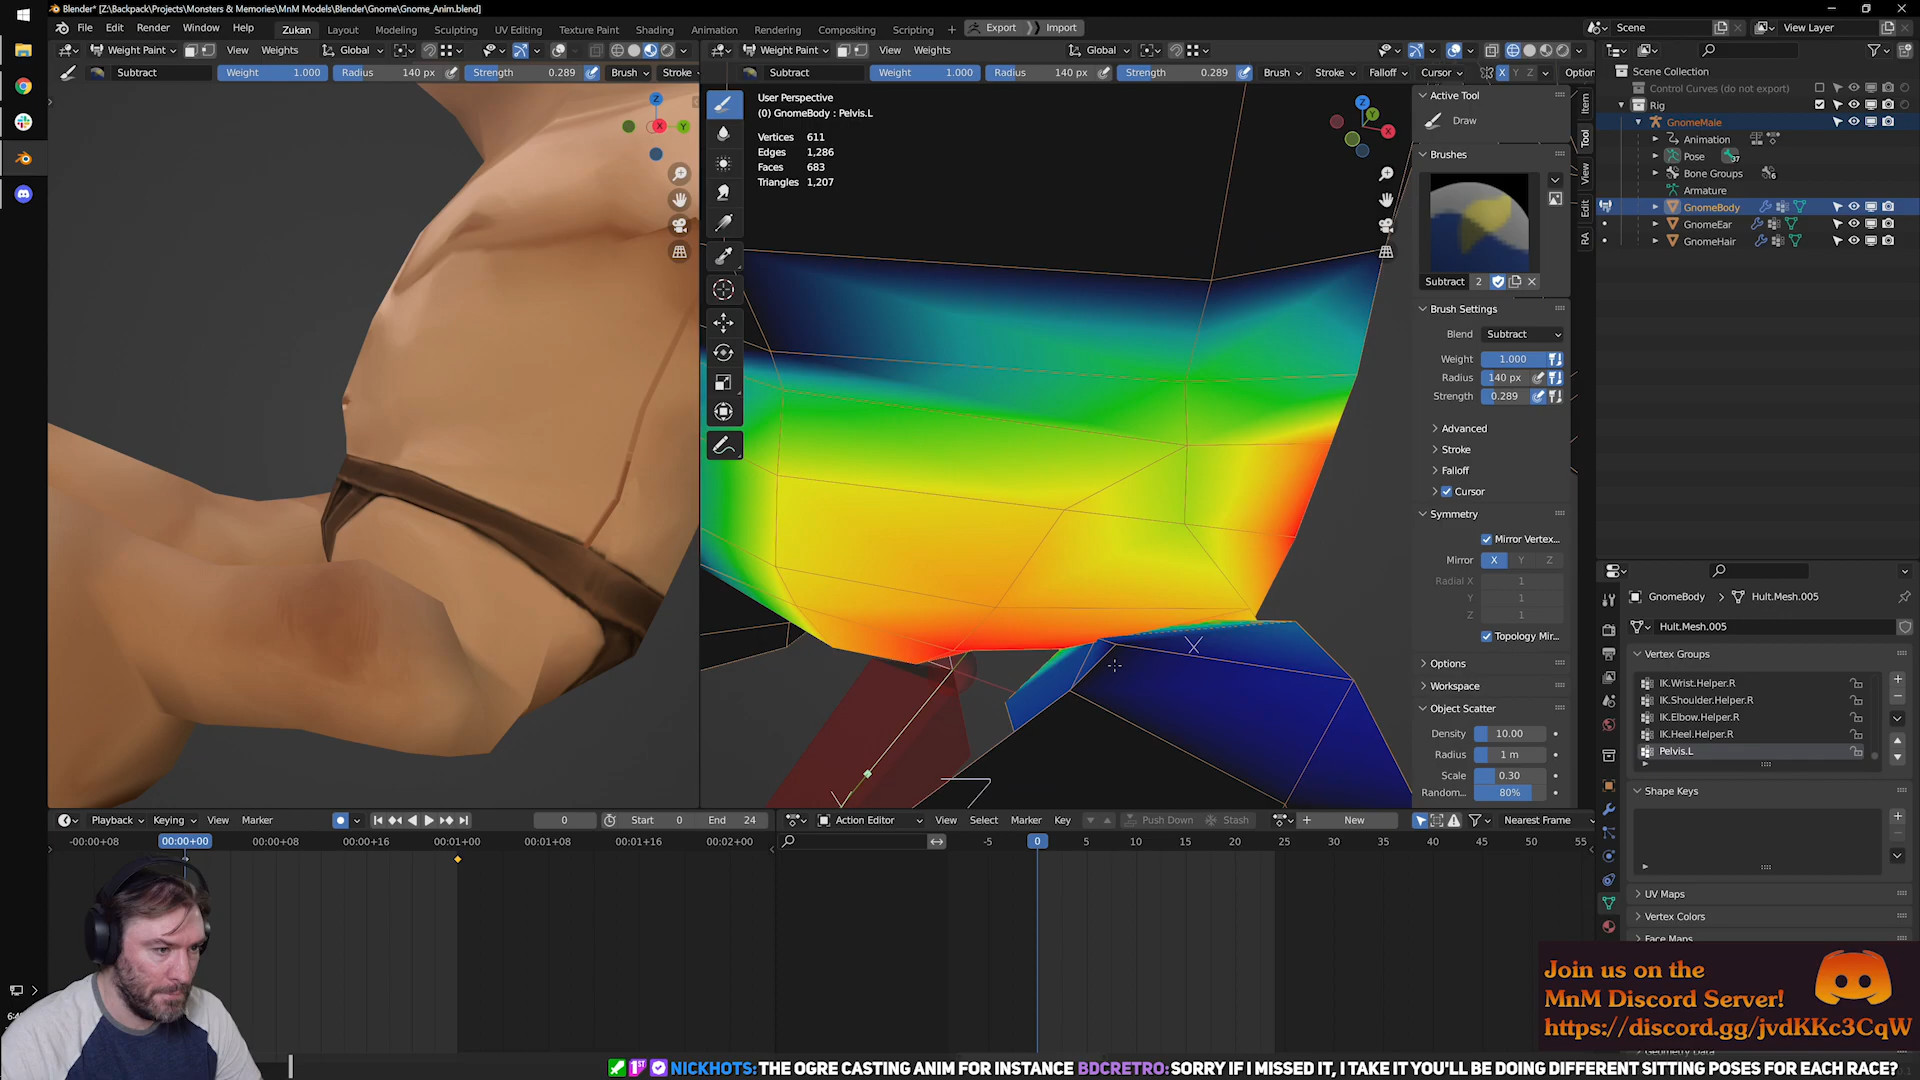 Blender* [Z:\Backpack\Projects\Monsters & Memories\MnM Models\Blender\Gnome\Gnome_Anim.blend]
File Edit Render Window Help Zukan Layout Modeling Sculpting UV Editing Texture Paint Shading Animation Rendering Compositing Scripting + Export Import Scene View Layer
Weight Paint View Weights Global
Weight Paint View Weights Global
Subtract Weight 1.000 Radius 140 px Strength 0.289 Brush Stroke
Subtract Weight 1.000 Radius 140 px Strength 0.289 Brush Stroke Falloff Cursor X Y Z Option
User Perspective
(0) GnomeBody : Pelvis.L
Vertices 611
Edges 1,286
Faces 683
Triangles 1,207
Z
X
Y
Z
Y
X
Active Tool
Draw
Brushes
Subtract 2
Brush Settings
Blend Subtract
Weight 1.000
Radius 140 px
Strength 0.289
Advanced
Stroke
Falloff
Cursor
Symmetry
Mirror Vertex...
Mirror X Y Z
Radial X 1
Y 1
Z 1
Topology Mir...
Options
Workspace
Object Scatter
Density 10.00
Radius 1 m
Scale 0.30
Random... 80%
Item
Tool
View
Edit
RA
Scene Collection
Control Curves (do not export)
Rig
GnomeMale
Animation
Pose 37
Bone Groups 6
Armature
GnomeBody
GnomeEar
GnomeHair
GnomeBody > Hult.Mesh.005
Hult.Mesh.005
Vertex Groups
IK.Wrist.Helper.R
IK.Shoulder.Helper.R
IK.Elbow.Helper.R
IK.Heel.Helper.R
Pelvis.L
Shape Keys
UV Maps
Vertex Colors
Face Maps
X
Playback Keying View Marker 0 Start 0 End 24
Action Editor View Select Marker Key Push Down Stash New Nearest Frame
-00:00+08 00:00+00 00:00+08 00:00+16 00:01+00 00:01+08 00:01+16 00:02+00
-5 0 5 10 15 20 25 30 35 40 45 50 55
Join us on the
MnM Discord Server!
https://discord.gg/jvdKKc3CqW
NICKHOTS: THE OGRE CASTING ANIM FOR INSTANCE BDCRETRO: SORRY IF I MISSED IT, I TAKE IT YOU'LL BE DOING DIFFERENT SITTING POSES FOR EACH RACE?